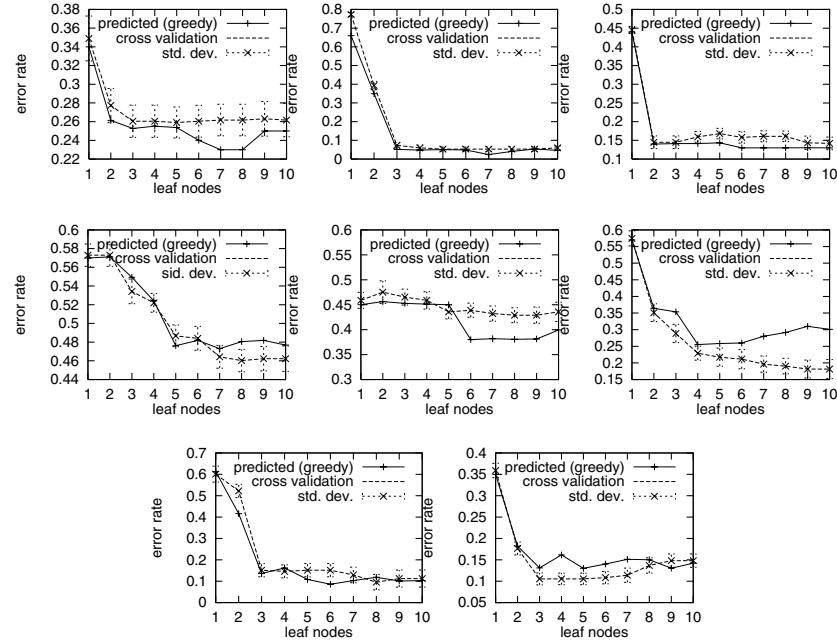 0.38
0.36
0.34
0.32
0.3
0.28
0.26
0.24
0.22
error rate
predicted (greedy)
cross validation
std. dev.
1 2 3 4 5 6 7 8 9 10
leaf nodes
0.8
0.7
0.6
0.5
0.4
0.3
0.2
0.1
0
error rate
predicted (greedy)
cross validation
std. dev.
1 2 3 4 5 6 7 8 9 10
leaf nodes
0.5
0.45
0.4
0.35
0.3
0.25
0.2
0.15
0.1
error rate
predicted (greedy)
cross validation
std. dev.
1 2 3 4 5 6 7 8 9 10
leaf nodes
0.6
0.58
0.56
0.54
0.52
0.5
0.48
0.46
0.44
error rate
predicted (greedy)
cross validation
sid. dev.
1 2 3 4 5 6 7 8 9 10
leaf nodes
0.6
0.55
0.5
0.45
0.4
0.35
0.3
error rate
predicted (greedy)
cross validation
std. dev.
1 2 3 4 5 6 7 8 9 10
leaf nodes
0.6
0.55
0.5
0.45
0.4
0.35
0.3
0.25
0.2
0.15
error rate
predicted (greedy)
cross validation
std. dev.
1 2 3 4 5 6 7 8 9 10
leaf nodes
0.7
0.6
0.5
0.4
0.3
0.2
0.1
0
error rate
predicted (greedy)
cross validation
std. dev.
1 2 3 4 5 6 7 8 9 10
leaf nodes
0.4
0.35
0.3
0.25
0.2
0.15
0.1
0.05
error rate
predicted (greedy)
cross validation
std. dev.
1 2 3 4 5 6 7 8 9 10
leaf nodes